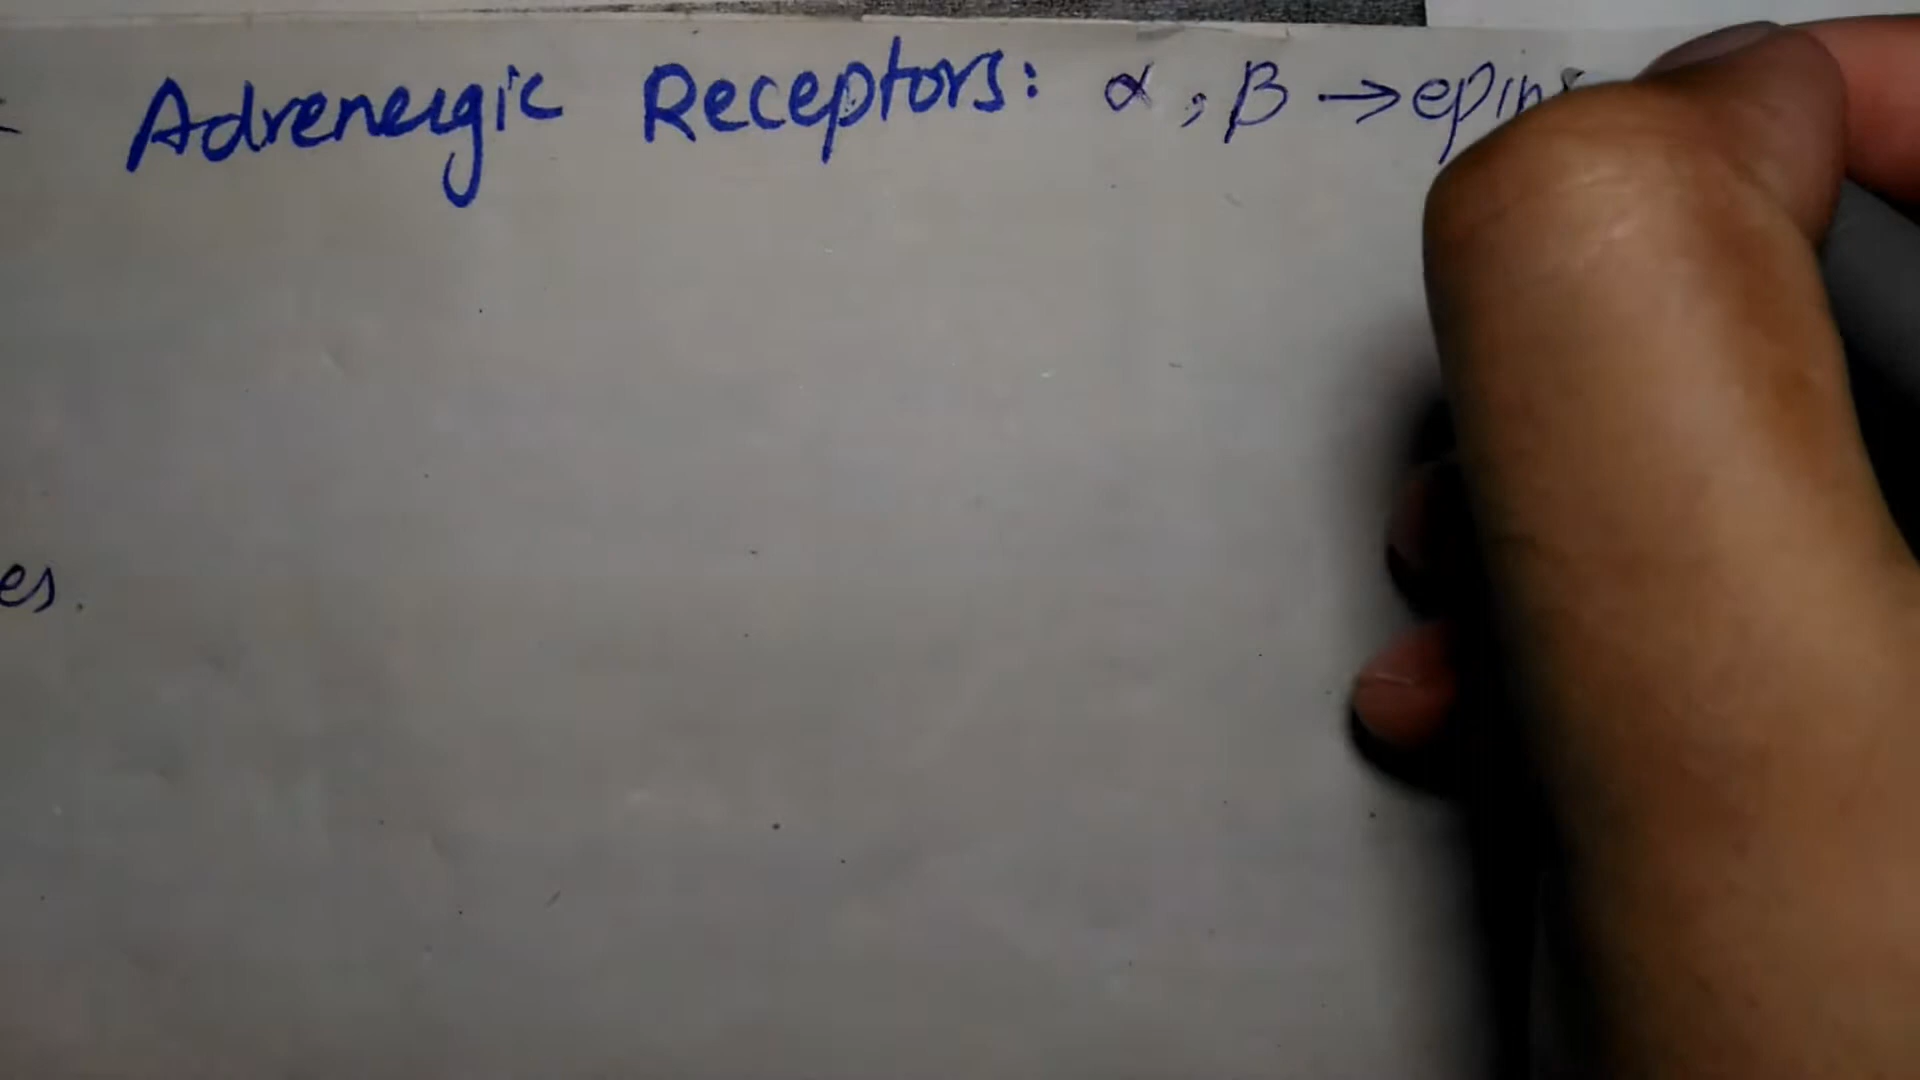 Adrenergic Receptors: α, β → epin
es.